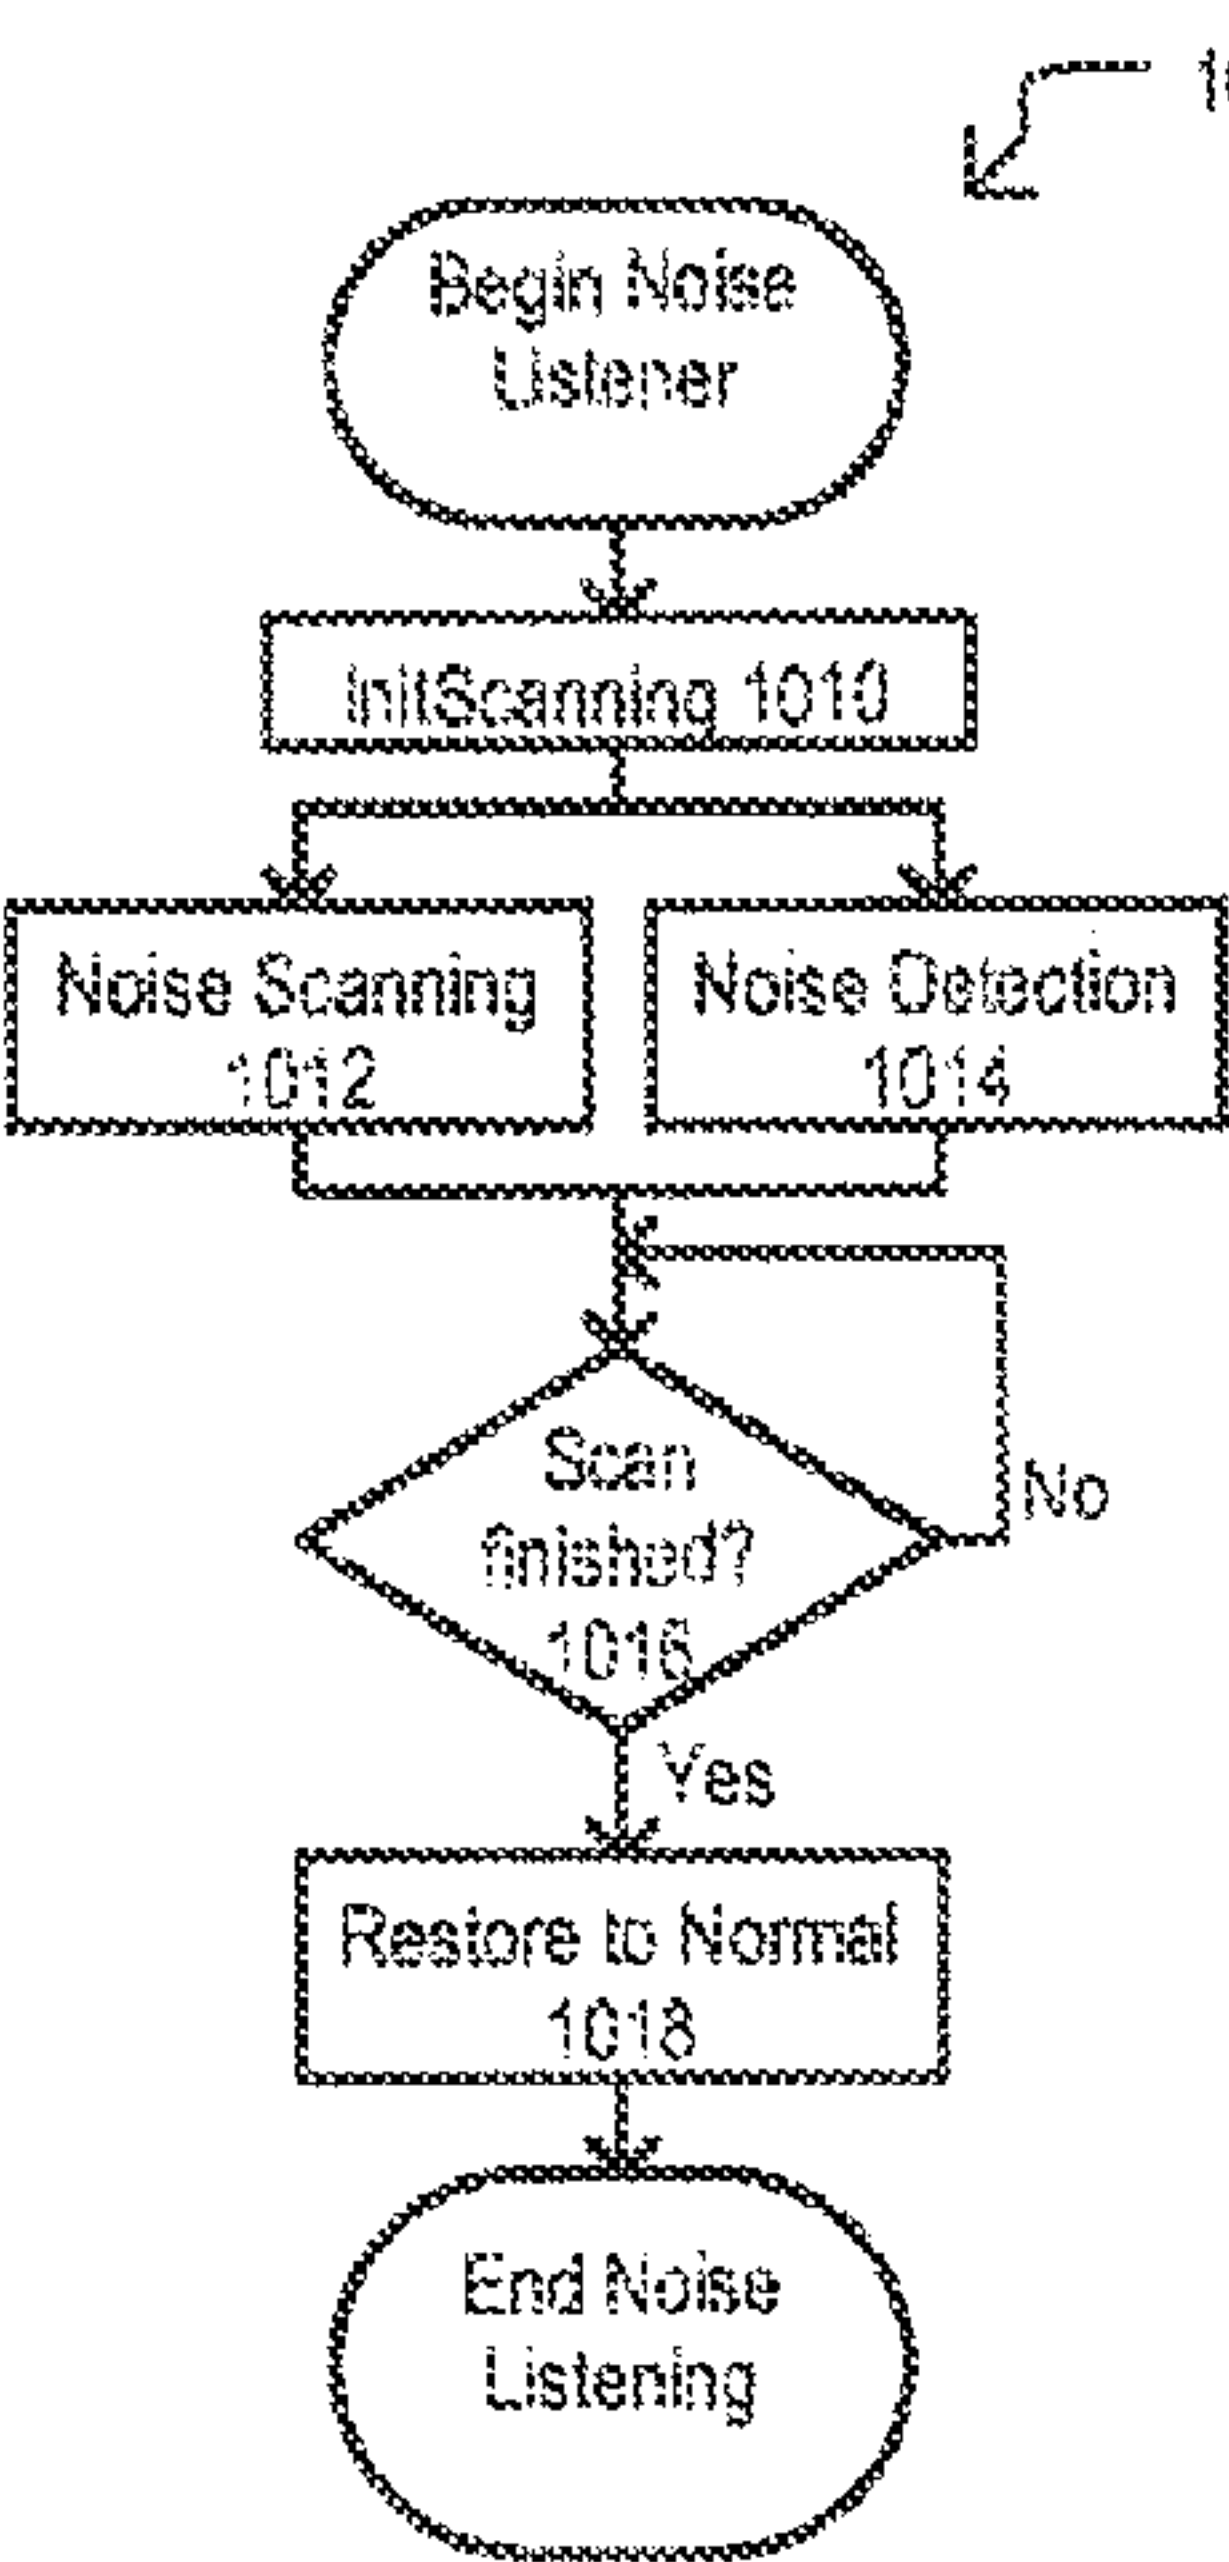 Begin Noise
Listener
InitScanning 1010
Noise Scanning
1012
Noise Detection
1014
Scan
finished?
1016
No
Yes
Restore to Normal
1018
End Noise
Listening